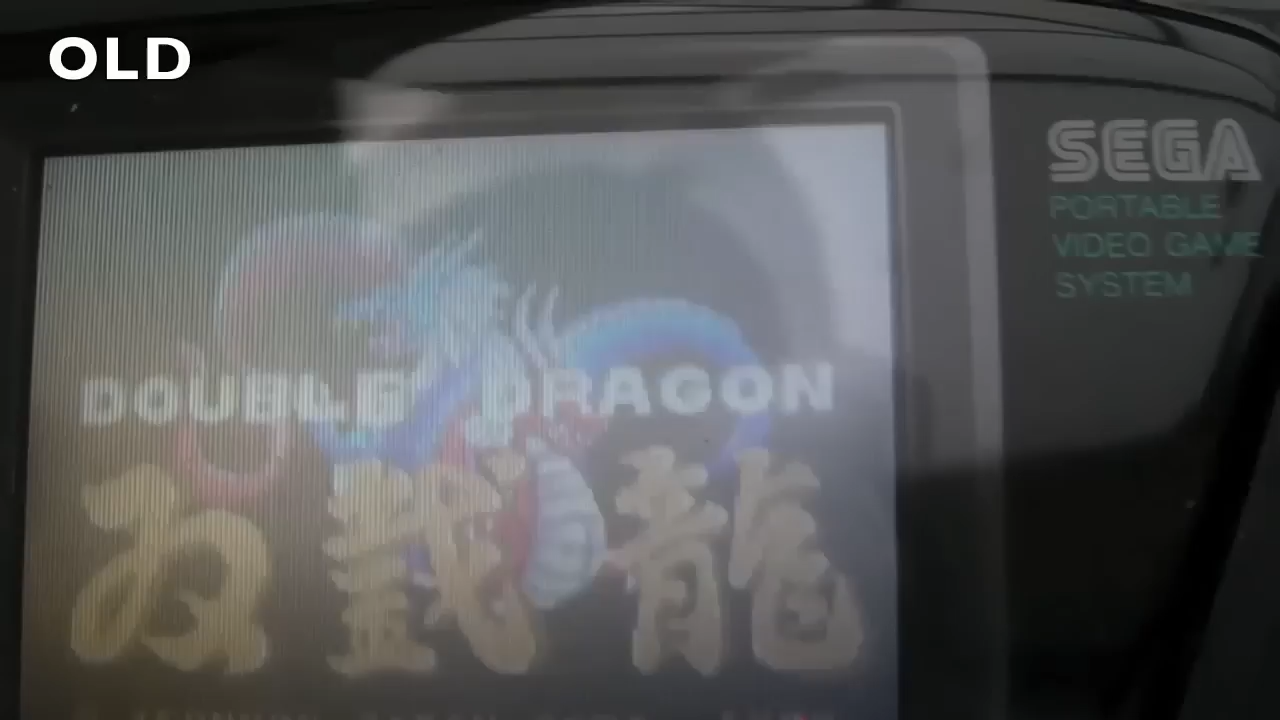 OLD
SEGA
PORTABLE
VIDEO GAME
SYSTEM
DOUBLE DRAGON
双截龍